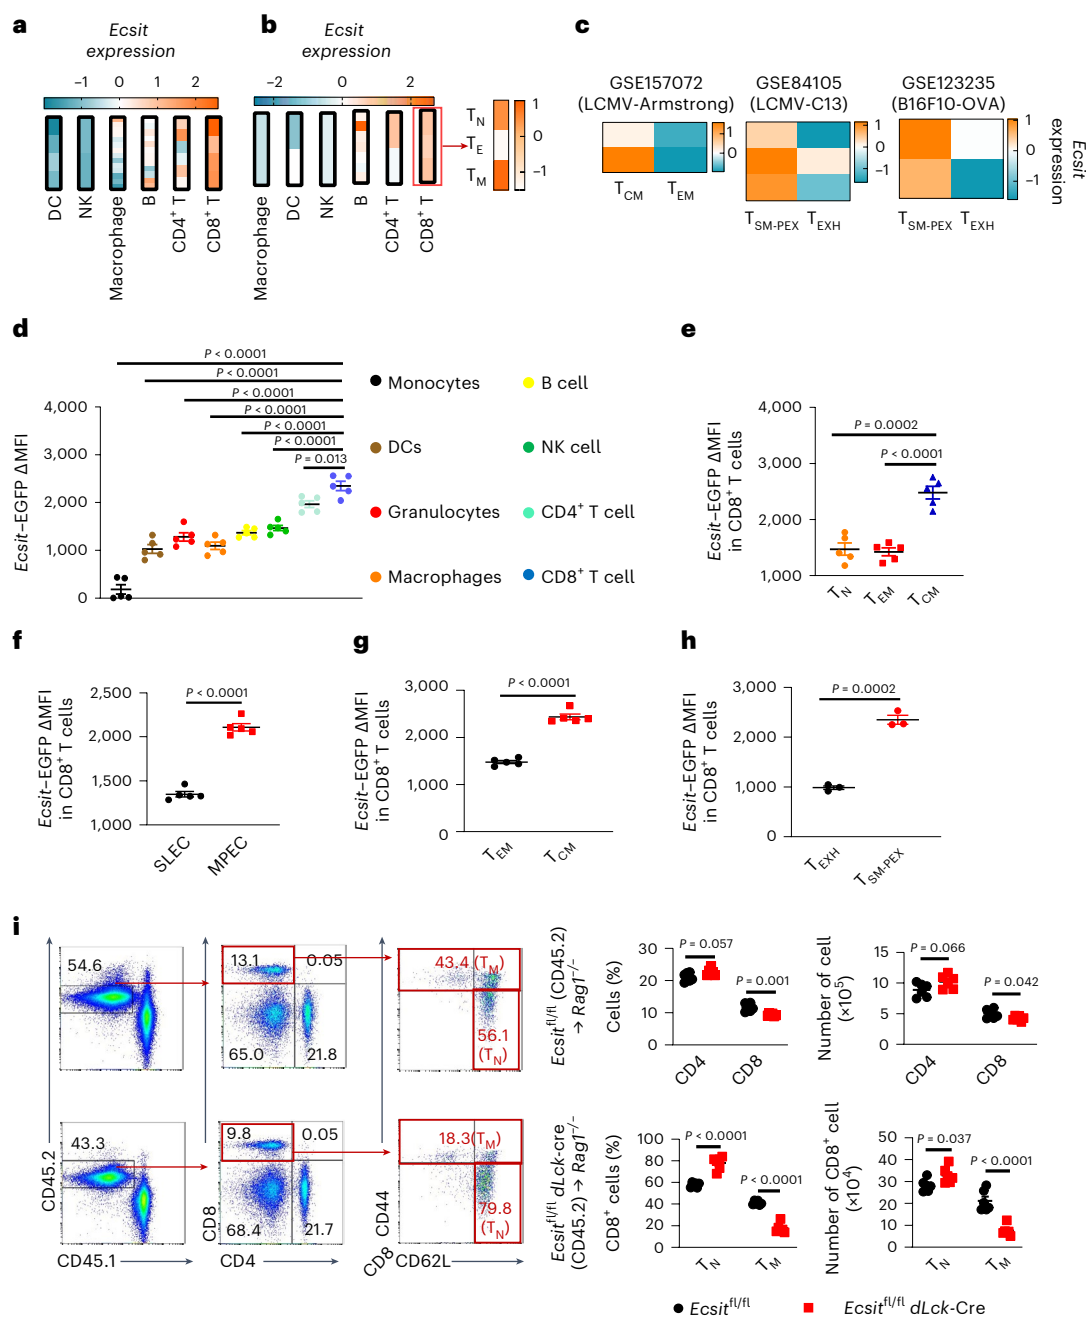 a
Ecsit
expression
−1 0 1 2
DC
NK
Macrophage
B
CD4+ T
CD8+ T
b
Ecsit
expression
−2 0 2
Macrophage
DC
NK
B
CD4+ T
CD8+ T
TN
TE
TM
1
0
−1
c
GSE157072
(LCMV-Armstrong)
1
0
TCM TEM
GSE84105
(LCMV-C13)
1
0
−1
TSM-PEX TEXH
GSE123235
(B16F10-OVA)
1
0
−1
TSM-PEX TEXH
Ecsit
expression
d
P < 0.0001
P < 0.0001
P < 0.0001
P < 0.0001
P < 0.0001
P < 0.0001
P = 0.013
Ecsit–EGFP ΔMFI
4,000
3,000
2,000
1,000
0
Monocytes
DCs
Granulocytes
Macrophages
B cell
NK cell
CD4+ T cell
CD8+ T cell
e
Ecsit–EGFP ΔMFI
in CD8+ T cells
4,000
3,000
2,000
1,000
P = 0.0002
P < 0.0001
TN TEM TCM
f
Ecsit–EGFP ΔMFI
in CD8+ T cells
2,500
2,000
1,500
1,000
P < 0.0001
SLEC MPEC
g
Ecsit–EGFP ΔMFI
in CD8+ T cells
3,000
2,000
1,000
0
P < 0.0001
TEM TCM
h
Ecsit–EGFP ΔMFI
in CD8+ T cells
3,000
2,000
1,000
0
P = 0.0002
TEXH TSM-PEX
i
54.6
13.1 0.05
65.0 21.8
43.4 (TM)
56.1
(TN)
Ecsitfl/fl (CD45.2)
→ Rag1−/−
43.3
9.8 0.05
68.4 21.7
18.3(TM)
79.8
(TN)
Ecsitfl/fl dLck-cre
(CD45.2) → Rag1−/−
CD45.2
CD45.1
CD8
CD4
CD44
CD8
CD62L
Cells (%)
30
20
10
0
P = 0.057
P = 0.001
CD4 CD8
Number of cell
(×10⁵)
15
10
5
0
P = 0.066
P = 0.042
CD4 CD8
CD8+ cells (%)
100
80
60
40
20
0
P < 0.0001
P < 0.0001
TN TM
Number of CD8+ cell
(×10⁴)
50
40
30
20
10
0
P = 0.037
P < 0.0001
TN TM
Ecsitfl/fl
Ecsitfl/fl dLck-Cre